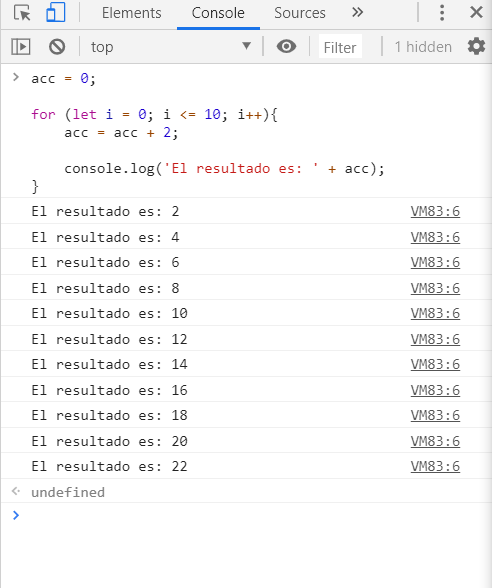 Elements Console Sources »
top Filter 1 hidden
> acc = 0;
for (let i = 0; i <= 10; i++){
acc = acc + 2;
console.log('El resultado es: ' + acc);
}
El resultado es: 2 VM83:6
El resultado es: 4 VM83:6
El resultado es: 6 VM83:6
El resultado es: 8 VM83:6
El resultado es: 10 VM83:6
El resultado es: 12 VM83:6
El resultado es: 14 VM83:6
El resultado es: 16 VM83:6
El resultado es: 18 VM83:6
El resultado es: 20 VM83:6
El resultado es: 22 VM83:6
undefined
>